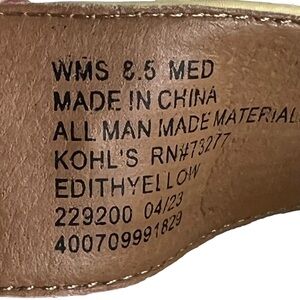 WMS 8.5 MED
MADE IN CHINA
ALL MAN MADE MATERIAL
KOHL'S RN#73277
EDITHYELLOW
229200 04/23
400709991829